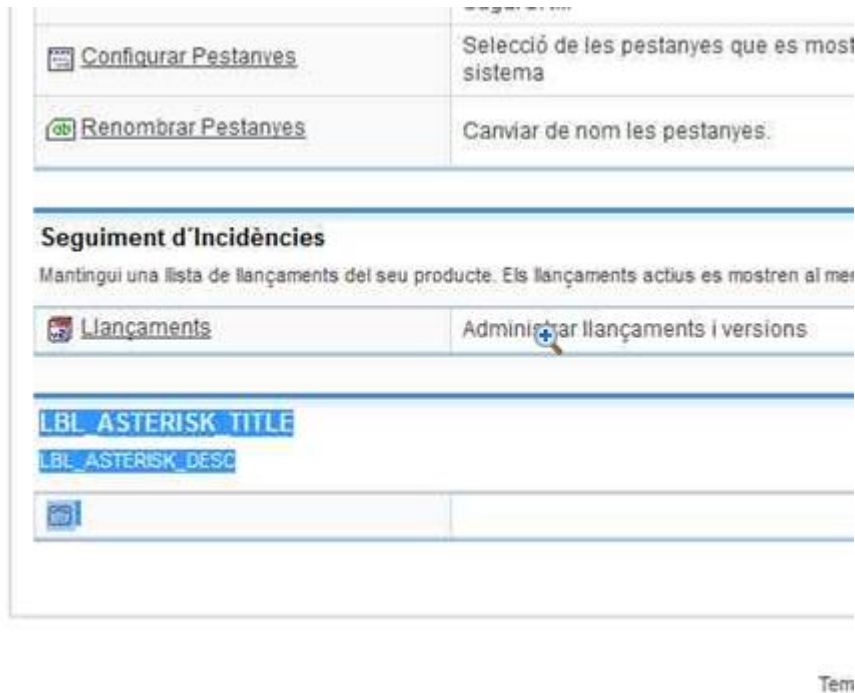 Configurar Pestanyes
Selecció de les pestanyes que es most
sistema
Renombrar Pestanyes
Canviar de nom les pestanyes.
Seguiment d´Incidències
Mantingui una llista de llançaments del seu producte. Els llançaments actius es mostren al mer
Llançaments
Administrar llançaments i versions
LBL_ASTERISK_TITLE
LBL_ASTERISK_DESC
Tem